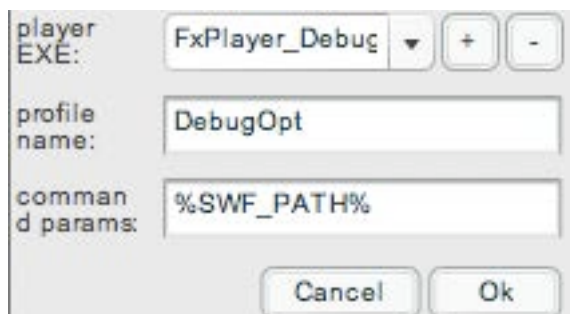 player
EXE:
FxPlayer_Debug
+
-
profile
name:
DebugOpt
comman
d params:
%SWF_PATH%
Cancel
Ok